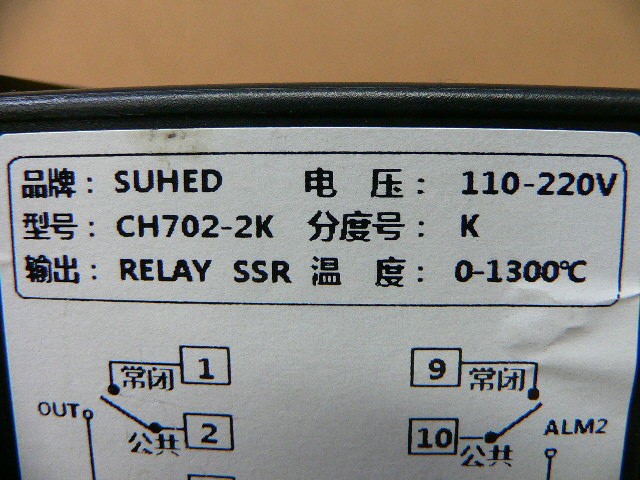 品牌： SUHED 电 压： 110-220V
型号： CH702-2K 分度号： K
输出： RELAY SSR 温 度： 0-1300℃
常闭 1 9 常闭
OUT 公共 2 10 公共 ALM2